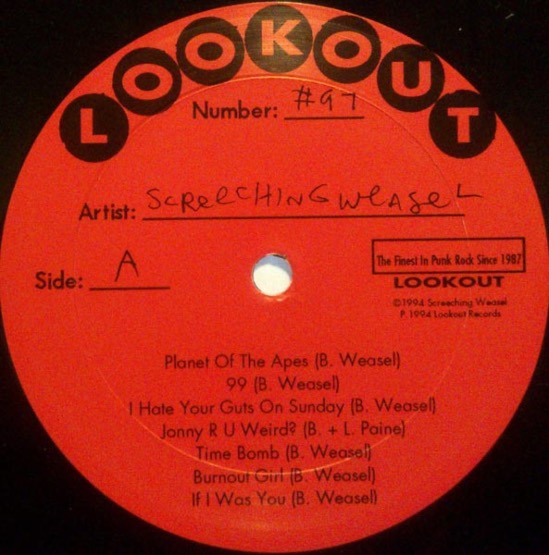 LOOKOUT
Number: #97
Artist: SCREECHING WEASEL
Side: A
The Finest In Punk Rock Since 1987
LOOKOUT
©1994 Screeching Weasel
P.1994 Lookout Records
Planet Of The Apes (B. Weasel)
99 (B. Weasel)
I Hate Your Guts On Sunday (B. Weasel)
Jonny R U Weird? (B. + L. Paine)
Time Bomb (B. Weasel)
Burnout Girl (B. Weasel)
If I Was You (B. Weasel)